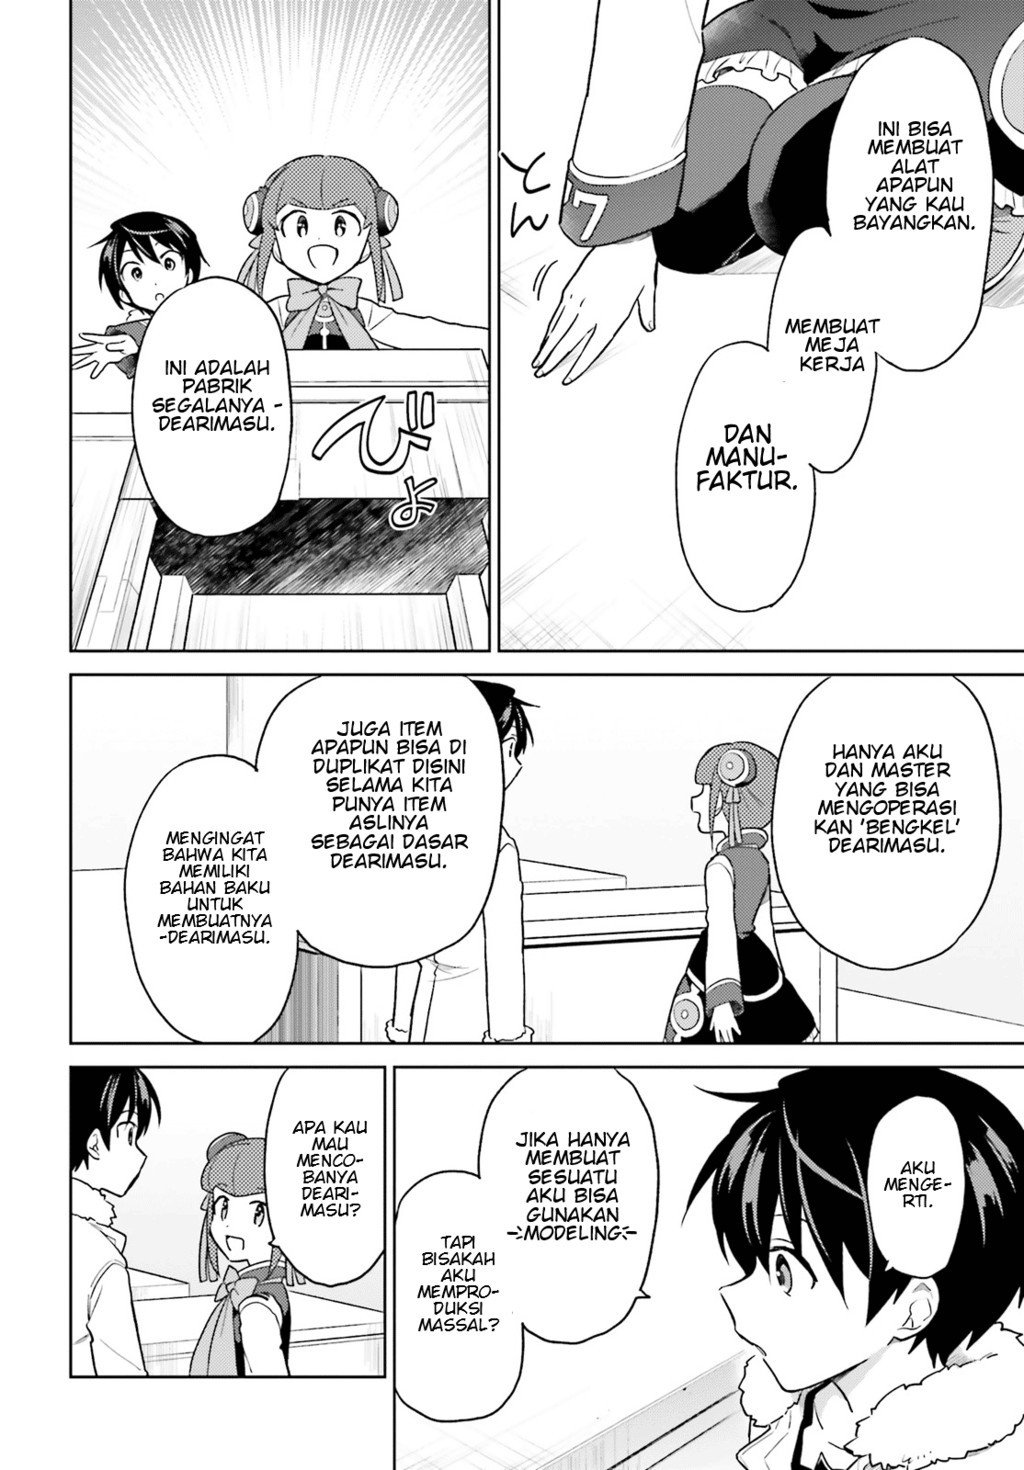 INI BISA
MEMBUAT
ALAT
APAPUN
YANG KAU
BAYANGKAN.
MEMBUAT
MEJA
KERJA
DAN
MANU-
FAKTUR.
7
とん
INI ADALAH
PABRIK
SEGALANYA -
DEARIMASU.
びよ
HANYA AKU
DAN MASTER
YANG BISA
MENGOPERASI
KAN 'BENGKEL'
DEARIMASU.
JUGA ITEM
APAPUN BISA DI
DUPLIKAT DISINI
SELAMA KITA
PUNYA ITEM
ASLINYA
SEBAGAI DASAR
DEARIMASU.
MENGINGAT
BAHWA KITA
MEMILIKI
BAHAN BAKU
UNTUK
MEMBUATNYA
-DEARIMASU.
AKU
MENGE-
RTI.
JIKA HANYA
MEMBUAT
SESUATU
AKU BISA
GUNAKAN
MODELING
TAPI
BISAKAH
AKU
MEMPRO-
DUKSI
MASSAL?
APA KAU
MAU
MENCO-
BANYA
DEARI-
MASU?